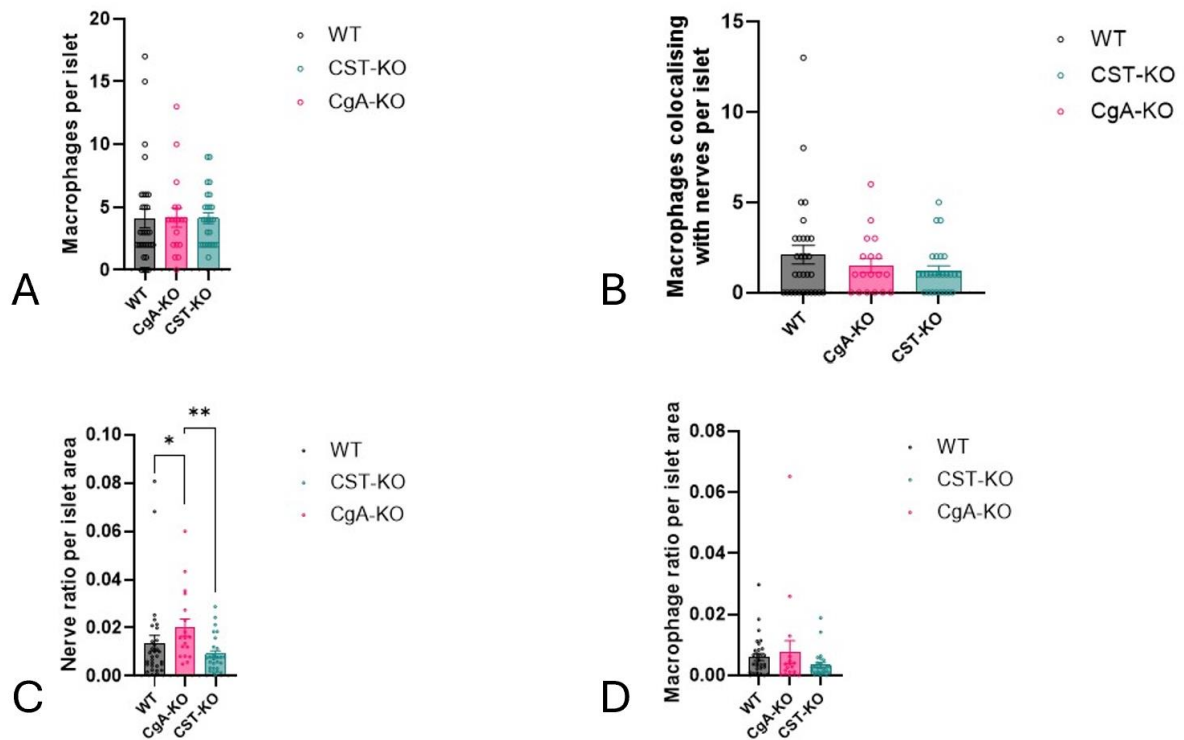 A
Macrophages per islet
20
15
10
5
0
WT
CgA-KO
CST-KO
WT
CST-KO
CgA-KO
B
Macrophages colocalising
with nerves per islet
15
10
5
0
WT
CgA-KO
CST-KO
WT
CST-KO
CgA-KO
C
Nerve ratio per islet area
0.10
0.08
0.06
0.04
0.02
0.00
*
**
WT
CgA-KO
CST-KO
WT
CST-KO
CgA-KO
D
Macrophage ratio per islet area
0.08
0.06
0.04
0.02
0.00
WT
CgA-KO
CST-KO
WT
CST-KO
CgA-KO